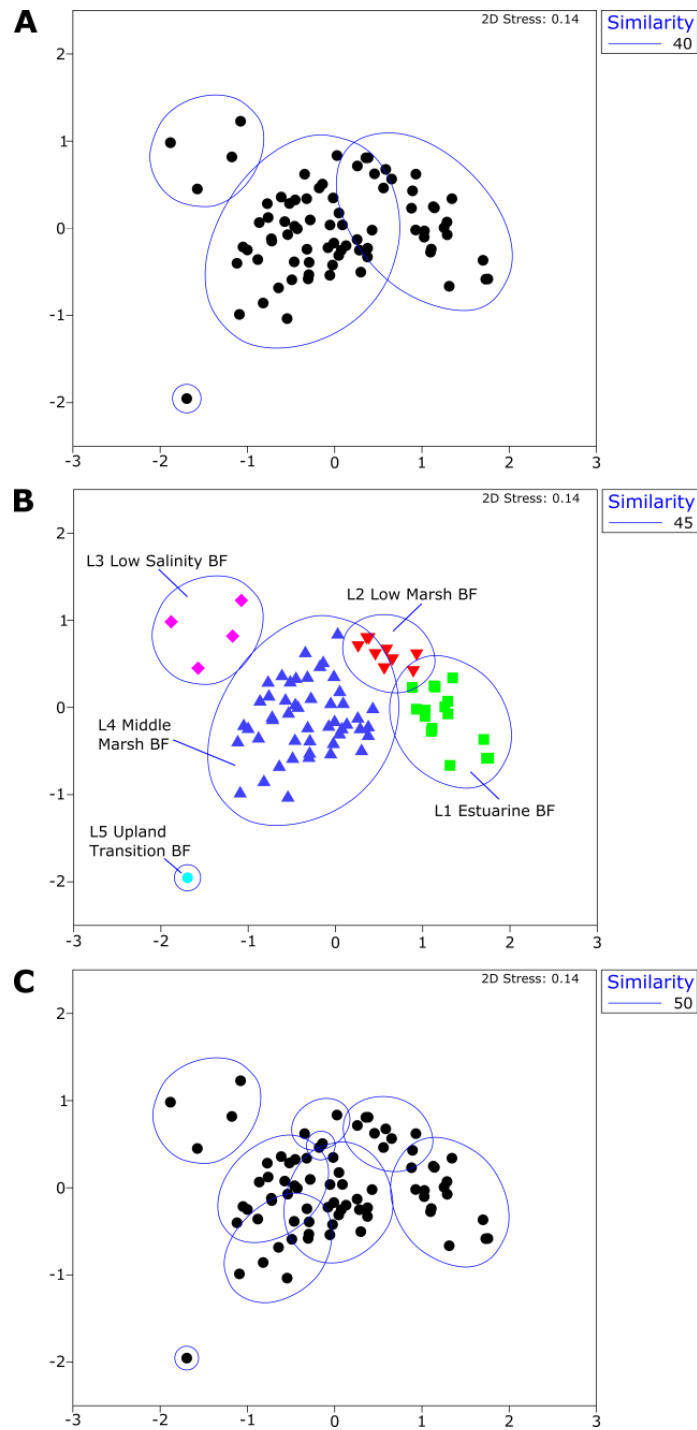 A
2D Stress: 0.14
Similarity
40
2
1
0
-1
-2
-3
-2
-1
0
1
2
3
B
2D Stress: 0.14
Similarity
45
2
1
0
-1
-2
L3 Low Salinity BF
L2 Low Marsh BF
L4 Middle
Marsh BF
L1 Estuarine BF
L5 Upland
Transition BF
-3
-2
-1
0
1
2
3
C
2D Stress: 0.14
Similarity
50
2
1
0
-1
-2
-3
-2
-1
0
1
2
3